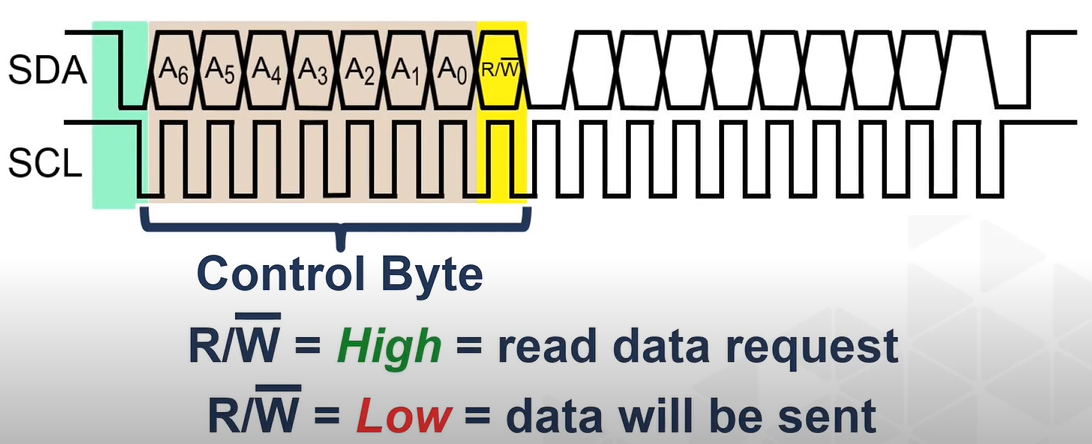 SDA A₆ A₅ A₄ A₃ A₂ A₁ A₀ R/W̅
SCL
Control Byte
R/W̅ = High = read data request
R/W̅ = Low = data will be sent